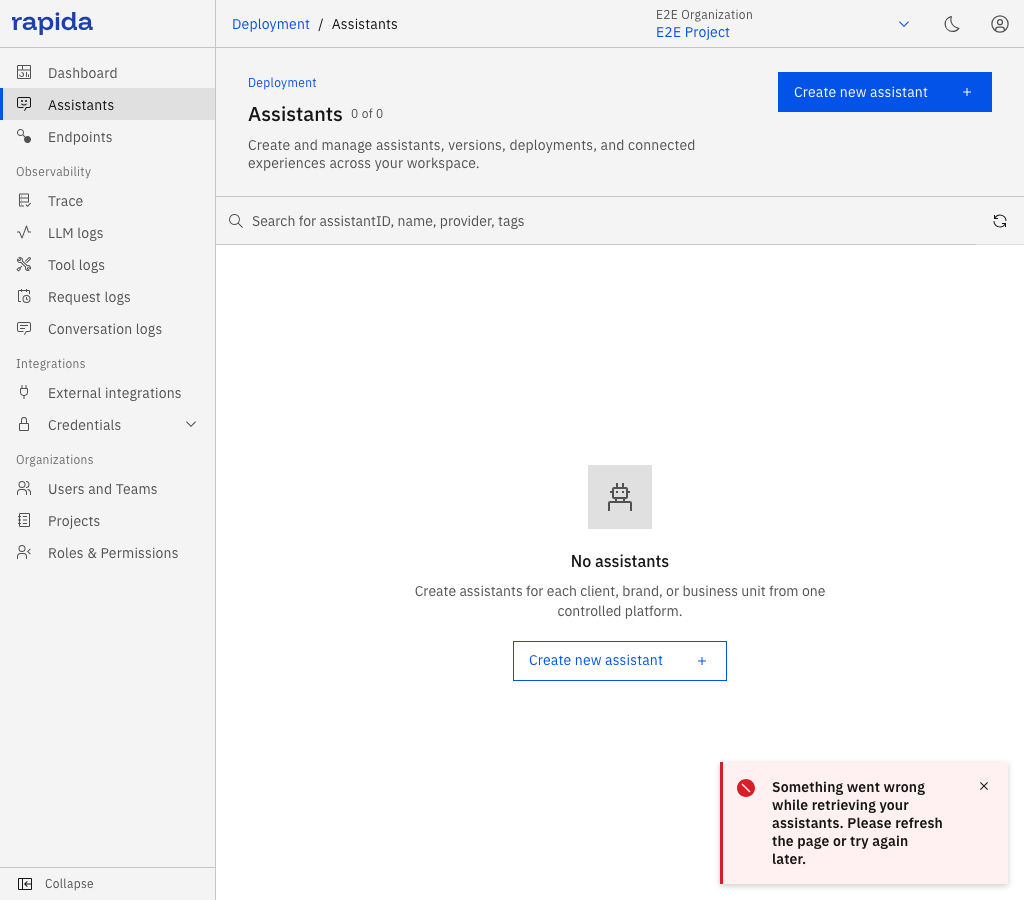 rapida
Deployment / Assistants
E2E Organization
E2E Project
Dashboard
Assistants
Endpoints
Observability
Trace
LLM logs
Tool logs
Request logs
Conversation logs
Integrations
External integrations
Credentials
Organizations
Users and Teams
Projects
Roles & Permissions
Collapse
Deployment
Assistants 0 of 0
Create and manage assistants, versions, deployments, and connected
experiences across your workspace.
Create new assistant +
Search for assistantID, name, provider, tags
No assistants
Create assistants for each client, brand, or business unit from one
controlled platform.
Create new assistant +
Something went wrong
while retrieving your
assistants. Please refresh
the page or try again
later.